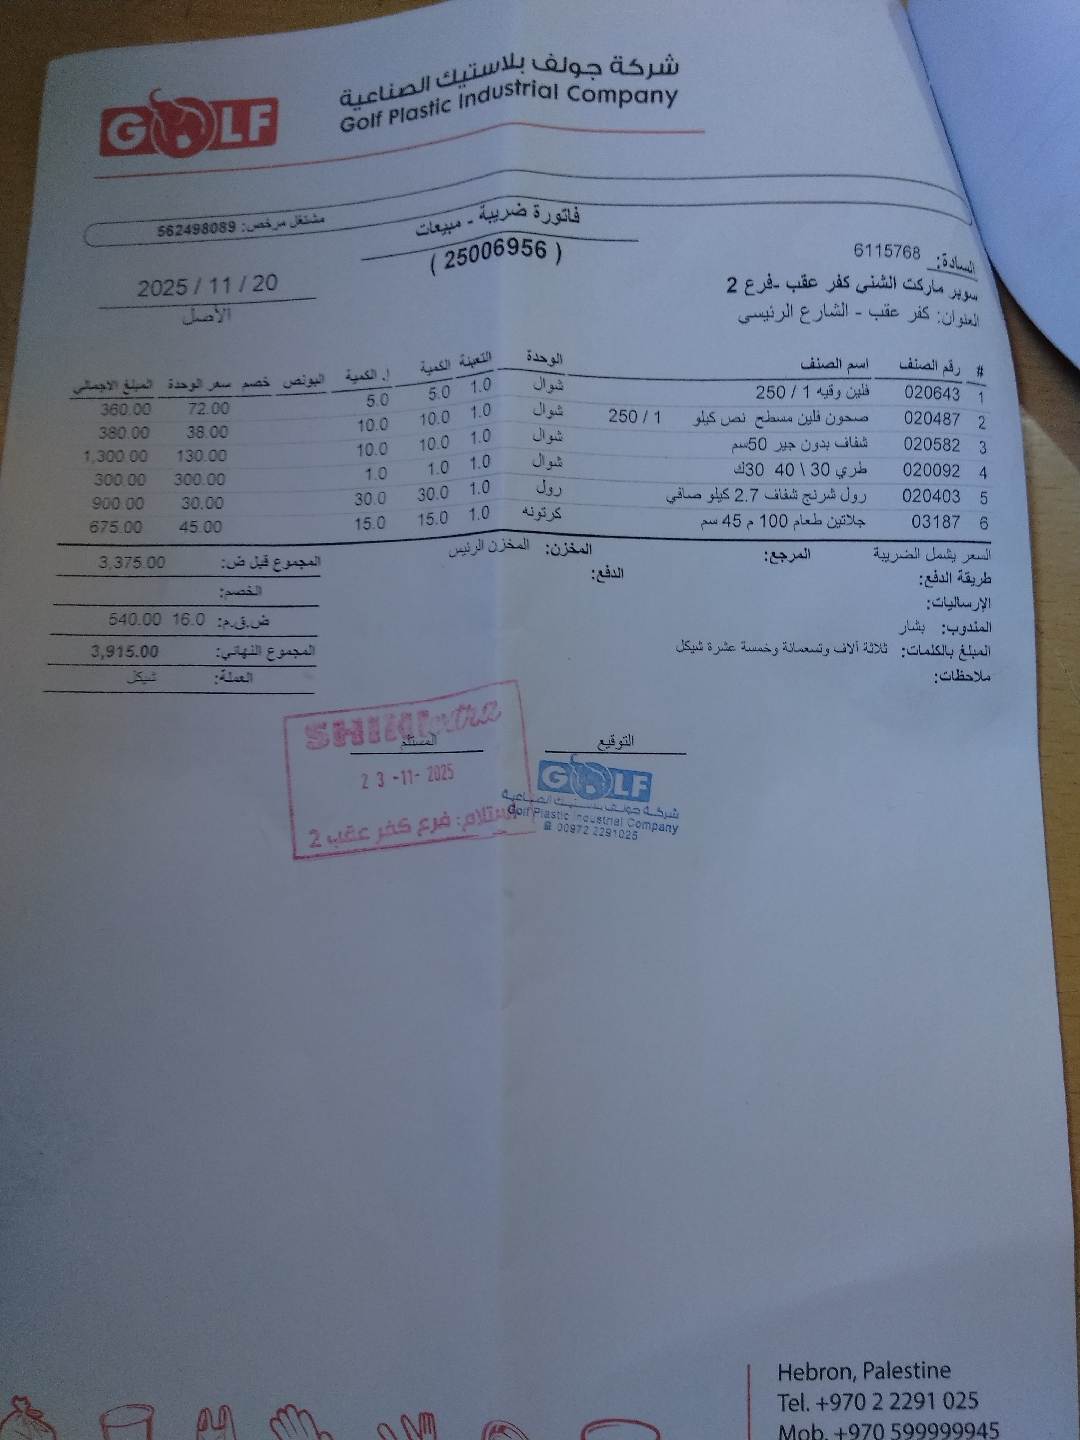 GOLF
شركة جولف بلاستيك الصناعية
Golf Plastic Industrial Company
فاتورة ضريبة - مبيعات
مشتغل مرخص: 562498089
( 25006956 )
السادة: 6115768
2025 / 11 / 20
سوبر ماركت الشني كفر عقب -فرع 2
الأصل
العنوان: كفر عقب - الشارع الرئيسي
# رقم الصنف اسم الصنف الوحدة التعبئة الكمية إ. الكمية البونص خصم سعر الوحدة المبلغ الاجمالي
1 020643 فلين وقيه 1 / 250 شوال 1.0 5.0 5.0 72.00 360.00
2 020487 صحون فلين مسطح نص كيلو 1 / 250 شوال 1.0 10.0 10.0 38.00 380.00
3 020582 شفاف بدون جير 50سم شوال 1.0 10.0 10.0 130.00 1,300.00
4 020092 طري 30 \ 40 30ك شوال 1.0 1.0 1.0 300.00 300.00
5 020403 رول شرنج شفاف 2.7 كيلو صافي رول 1.0 30.0 30.0 30.00 900.00
6 03187 جلاتين طعام 100 م 45 سم كرتونه 1.0 15.0 15.0 45.00 675.00
السعر يشمل الضريبة المرجع: المخزن: المخزن الرئيس المجموع قبل ض: 3,375.00
طريقة الدفع: الدفع:
الخصم:
الإرساليات:
المندوب: بشار ض.ق.م: 16.0 540.00
المبلغ بالكلمات: ثلاثة آلاف وتسعمائة وخمسة عشرة شيكل المجموع النهائي: 3,915.00
ملاحظات: العملة: شيكل
التوقيع المستلم
SHINI extra
23 -11- 2025
استلام: فرع كفر عقب 2
GOLF
شركة جولف بلاستيك الصناعية
Golf Plastic Industrial Company
00972 2291025
Hebron, Palestine
Tel. +970 2 2291 025
Mob. +970 599999945